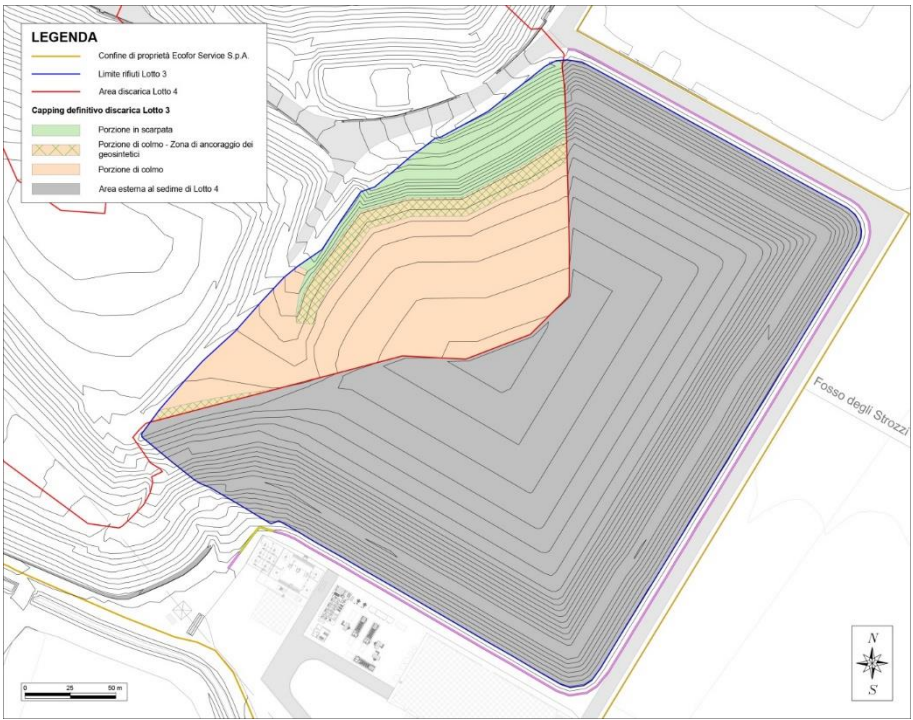 LEGENDA
Confine di proprietà Ecofor Service S.p.A.
Limite rifiuti Lotto 3
Area discarica Lotto 4
Capping definitivo discarica Lotto 3
Porzione in scarpata
Porzione di colmo - Zona di ancoraggio dei
geosintetici
Porzione di colmo
Area esterna al sedime di Lotto 4
Fosso degli Strozzi
0 25 50 m
N
S